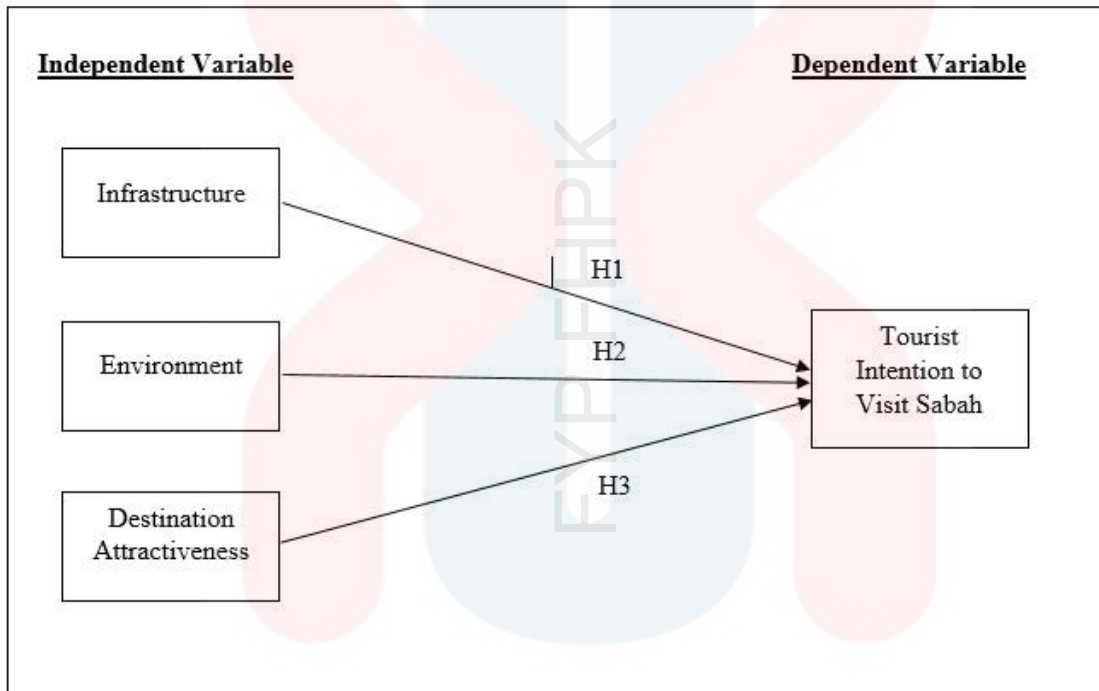 Independent Variable
Dependent Variable
Infrastructure
H1
Environment
H2
Tourist
Intention to
Visit Sabah
Destination
Attractiveness
H3
FYP FHPK